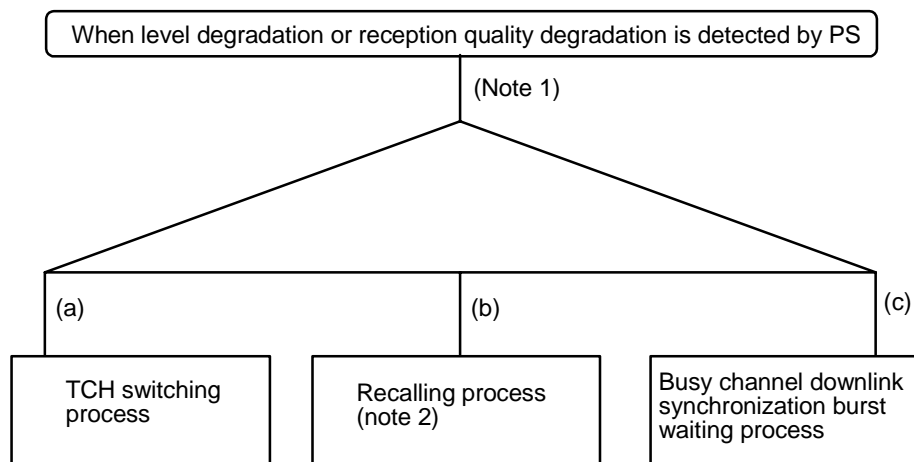 When level degradation or reception quality degradation is detected by PS
(Note 1)
(a)
(b)
(c)
TCH switching
process
Recalling process
(note 2)
Busy channel downlink
synchronization burst
waiting process